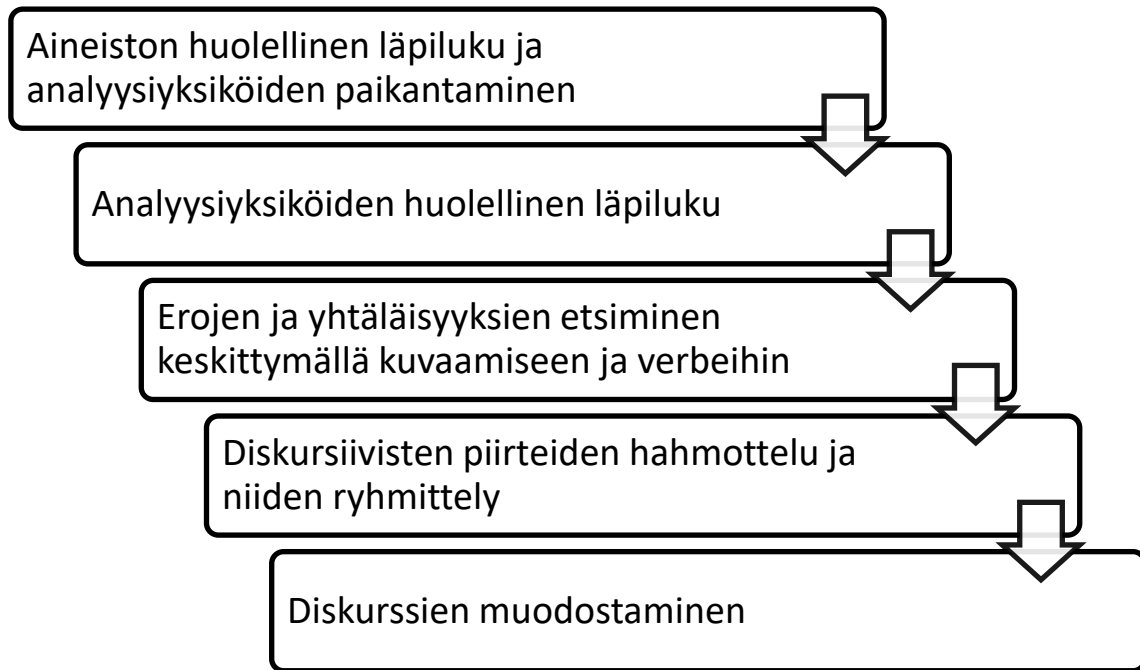 Aineiston huolellinen läpiluku ja
analyysiyksiköiden paikantaminen
Analyysiyksiköiden huolellinen läpiluku
Erojen ja yhtäläisyyksien etsiminen
keskittymällä kuvaamiseen ja verbeihin
Diskursiivisten piirteiden hahmottelu ja
niiden ryhmittely
Diskurssien muodostaminen